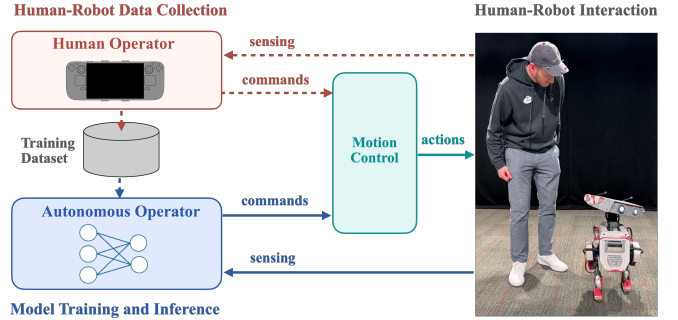 Human-Robot Data Collection
Human-Robot Interaction
Human Operator
sensing
commands
Training
Dataset
Motion
Control
actions
Autonomous Operator
commands
sensing
Model Training and Inference